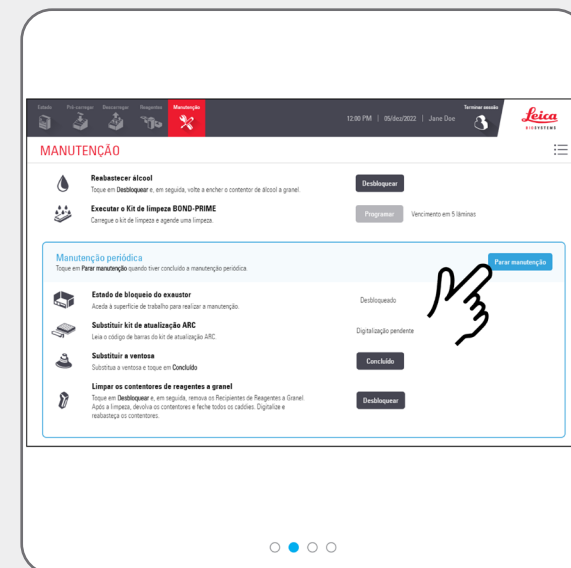 Estado Pré-carregar Descarregar Reagentes Manutenção
12:00 PM | 05/dez/2022 | Jane Doe
Terminar sessão
Leica
BIOSYSTEMS
MANUTENÇÃO
Reabastecer álcool
Toque em Desbloquear e, em seguida, volte a encher o contentor de álcool a granel.
Desbloquear
Executar o Kit de limpeza BOND-PRIME
Carregue o kit de limpeza e agende uma limpeza.
Programar Vencimento em 5 lâminas
Manutenção periódica
Toque em Parar manutenção quando tiver concluído a manutenção periódica.
Parar manutenção
Estado de bloqueio do exaustor
Aceda à superfície de trabalho para realizar a manutenção.
Desbloqueado
Substituir kit de atualização ARC
Leia o código de barras do kit de atualização ARC
Digitalização pendente
Substituir a ventosa
Substitua a ventosa e toque em Concluído
Concluído
Limpar os contentores de reagentes a granel
Toque em Desbloquear e, em seguida, remova os Recipientes de Reagentes a Granel.
Após a limpeza, devolva os contentores e feche todos os caddies. Digitalize e
reabasteça os contentores.
Desbloquear